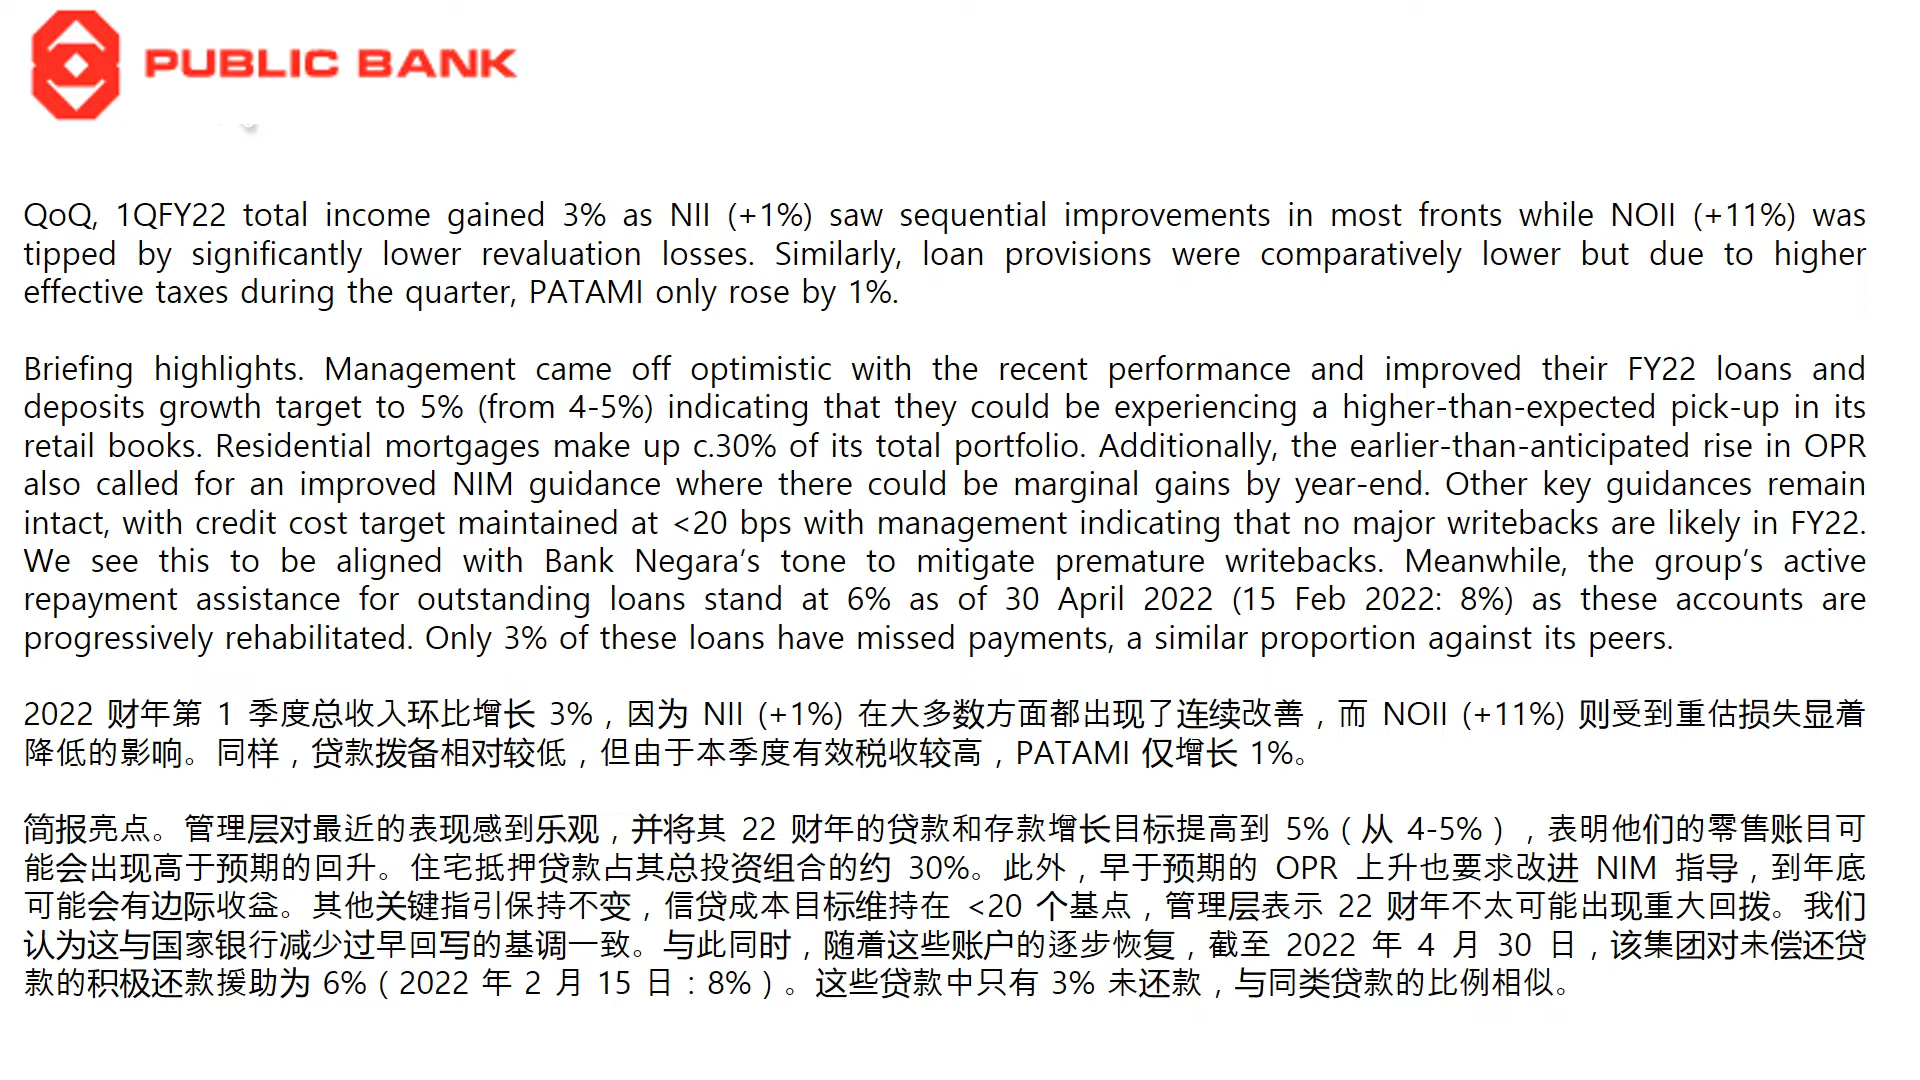 PUBLIC BANK
QoQ, 1QFY22 total income gained 3% as NII (+1%) saw sequential improvements in most fronts while NOII (+11%) was
tipped by significantly lower revaluation losses. Similarly, loan provisions were comparatively lower but due to higher
effective taxes during the quarter, PATAMI only rose by 1%.
Briefing highlights. Management came off optimistic with the recent performance and improved their FY22 loans and
deposits growth target to 5% (from 4-5%) indicating that they could be experiencing a higher-than-expected pick-up in its
retail books. Residential mortgages make up c.30% of its total portfolio. Additionally, the earlier-than-anticipated rise in OPR
also called for an improved NIM guidance where there could be marginal gains by year-end. Other key guidances remain
intact, with credit cost target maintained at <20 bps with management indicating that no major writebacks are likely in FY22.
We see this to be aligned with Bank Negara’s tone to mitigate premature writebacks. Meanwhile, the group’s active
repayment assistance for outstanding loans stand at 6% as of 30 April 2022 (15 Feb 2022: 8%) as these accounts are
progressively rehabilitated. Only 3% of these loans have missed payments, a similar proportion against its peers.
2022 财年第 1 季度总收入环比增长 3%，因为 NII (+1%) 在大多数方面都出现了连续改善，而 NOII (+11%) 则受到重估损失显着
降低的影响。同样，贷款拨备相对较低，但由于本季度有效税收较高，PATAMI 仅增长 1%。
简报亮点。管理层对最近的表现感到乐观，并将其 22 财年的贷款和存款增长目标提高到 5%（从 4-5%），表明他们的零售账目可
能会出现高于预期的回升。住宅抵押贷款占其总投资组合的约 30%。此外，早于预期的 OPR 上升也要求改进 NIM 指导，到年底
可能会有边际收益。其他关键指引保持不变，信贷成本目标维持在 <20 个基点，管理层表示 22 财年不太可能出现重大回拨。我们
认为这与国家银行减少过早回写的基调一致。与此同时，随着这些账户的逐步恢复，截至 2022 年 4 月 30 日，该集团对未偿还贷
款的积极还款援助为 6%（2022 年 2 月 15 日：8%）。这些贷款中只有 3% 未还款，与同类贷款的比例相似。